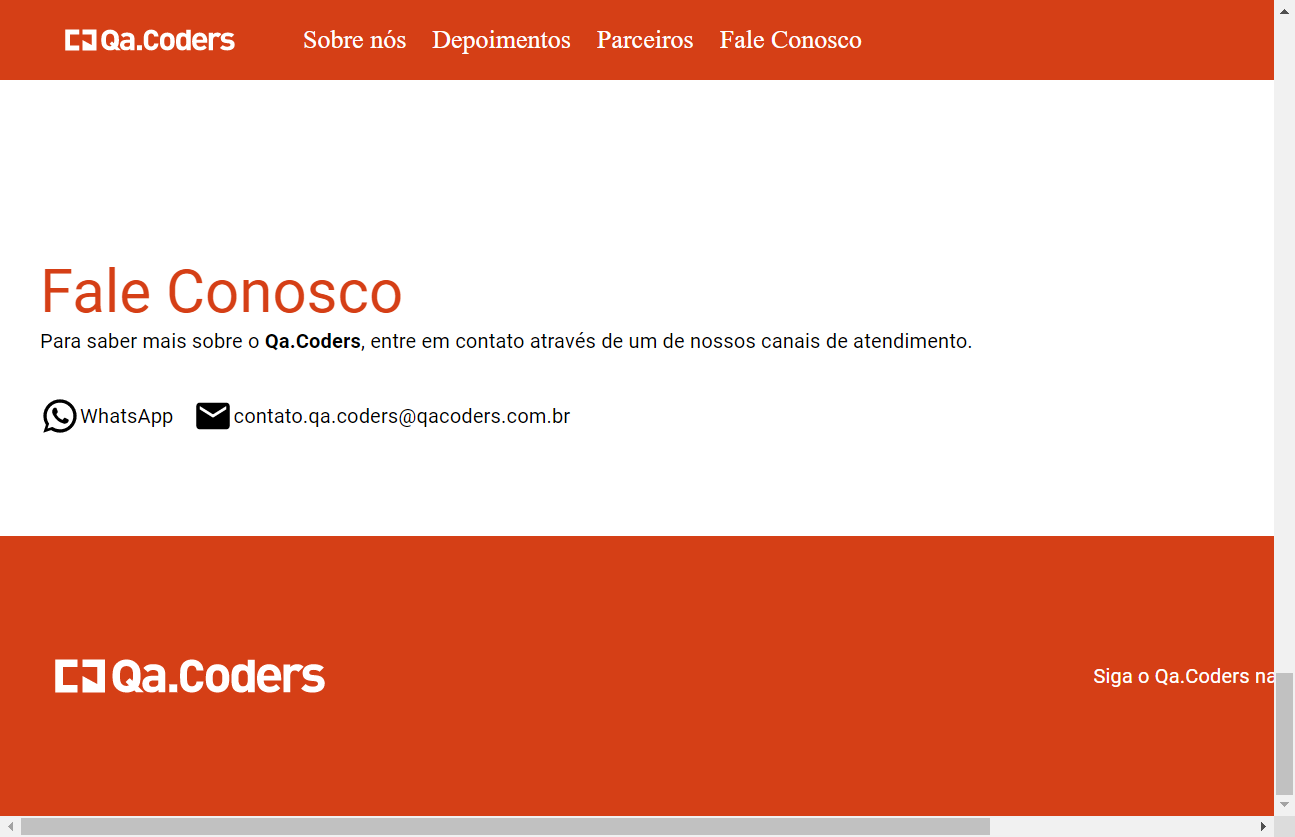 Qa.Coders Sobre nós Depoimentos Parceiros Fale Conosco
Fale Conosco
Para saber mais sobre o Qa.Coders, entre em contato através de um de nossos canais de atendimento.
WhatsApp contato.qa.coders@qacoders.com.br
Qa.Coders Siga o Qa.Coders na